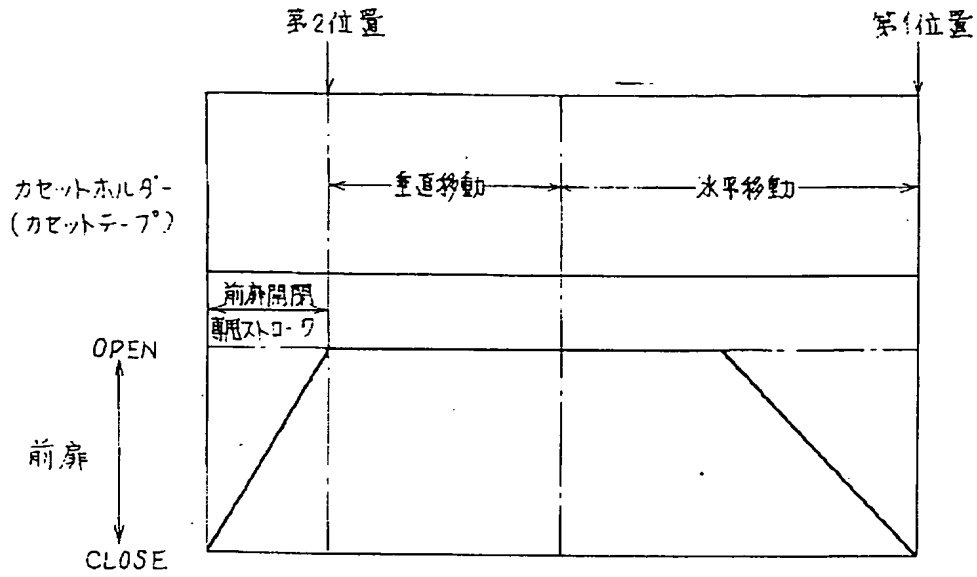 第2位置
第1位置
カセットホルダー
(カセットテープ)
垂直移動
水平移動
前扉開閉
専用ストローク
OPEN
前扉
CLOSE